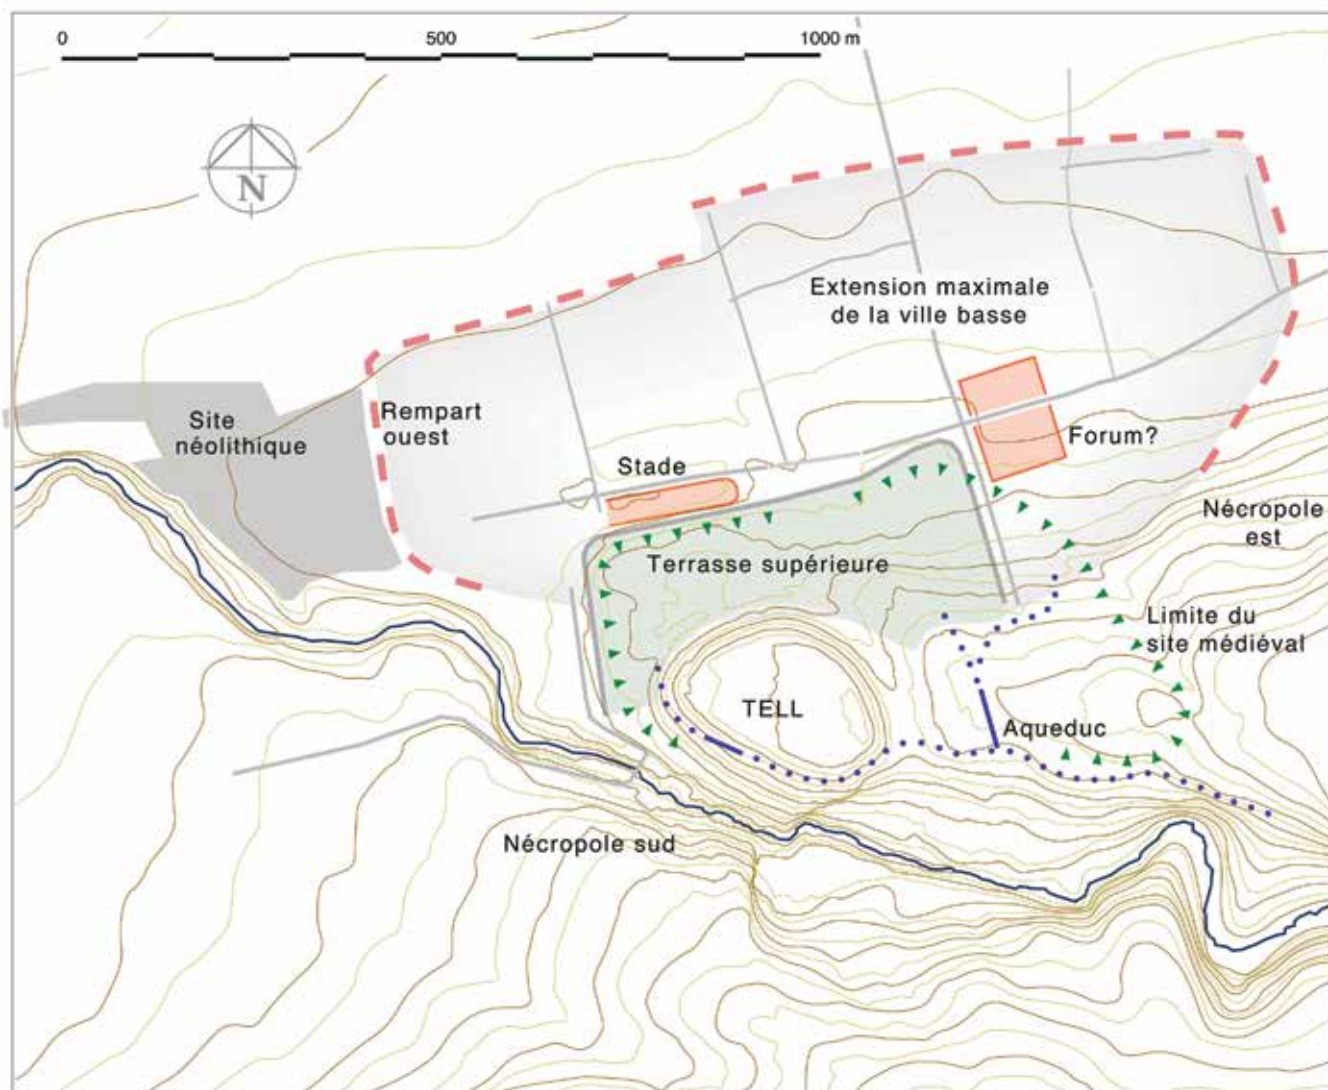 0 500 1000 m
N
Extension maximale
de la ville basse
Site
néolithique
Rempart
ouest
Stade
Forum?
Nécropole
est
Terrasse supérieure
Limite du
site médiéval
TELL
Aqueduc
Nécropole sud